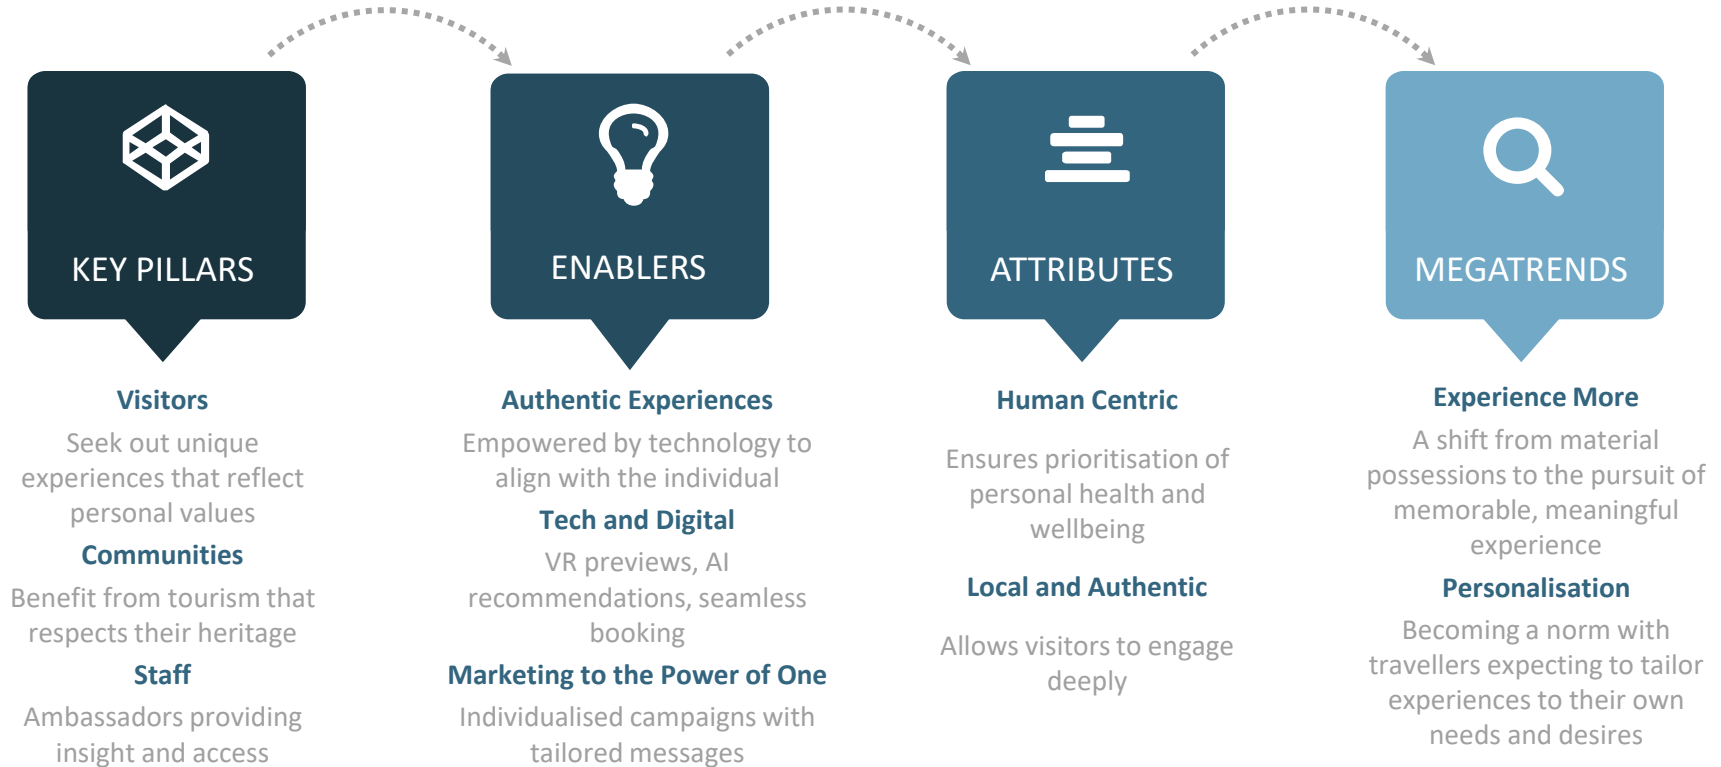 KEY PILLARS
Visitors
Seek out unique
experiences that reflect
personal values
Communities
Benefit from tourism that
respects their heritage
Staff
Ambassadors providing
insight and access
ENABLERS
Authentic Experiences
Empowered by technology to
align with the individual
Tech and Digital
VR previews, AI
recommendations, seamless
booking
Marketing to the Power of One
Individualised campaigns with
tailored messages
ATTRIBUTES
Human Centric
Ensures prioritisation of
personal health and
wellbeing
Local and Authentic
Allows visitors to engage
deeply
MEGATRENDS
Experience More
A shift from material
possessions to the pursuit of
memorable, meaningful
experience
Personalisation
Becoming a norm with
travellers expecting to tailor
experiences to their own
needs and desires